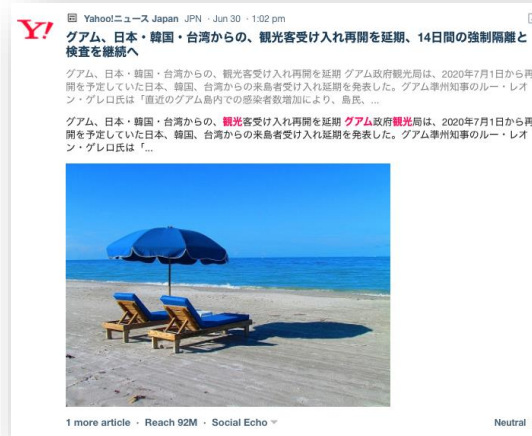 Y!
Yahoo!ニュース Japan JPN · Jun 30 · 1:02 pm
グアム、日本・韓国・台湾からの、観光客受け入れ再開を延期、14日間の強制隔離と
検査を継続へ
グアム、日本・韓国・台湾からの、観光客受け入れ再開を延期 グアム政府観光局は、2020年7月1日から再
開を予定していた日本、韓国、台湾からの来島者受け入れ延期を発表した。グアム準州知事のルー・レオ
ン・ゲレロ氏は「直近のグアム島内での感染者数増加により、島民、...
グアム、日本・韓国・台湾からの、観光客受け入れ再開を延期 グアム政府観光局は、2020年7月1日から再
開を予定していた日本、韓国、台湾からの来島者受け入れ延期を発表した。グアム準州知事のルー・レオ
ン・ゲレロ氏は「...
1 more article · Reach 92M · Social Echo
Neutral